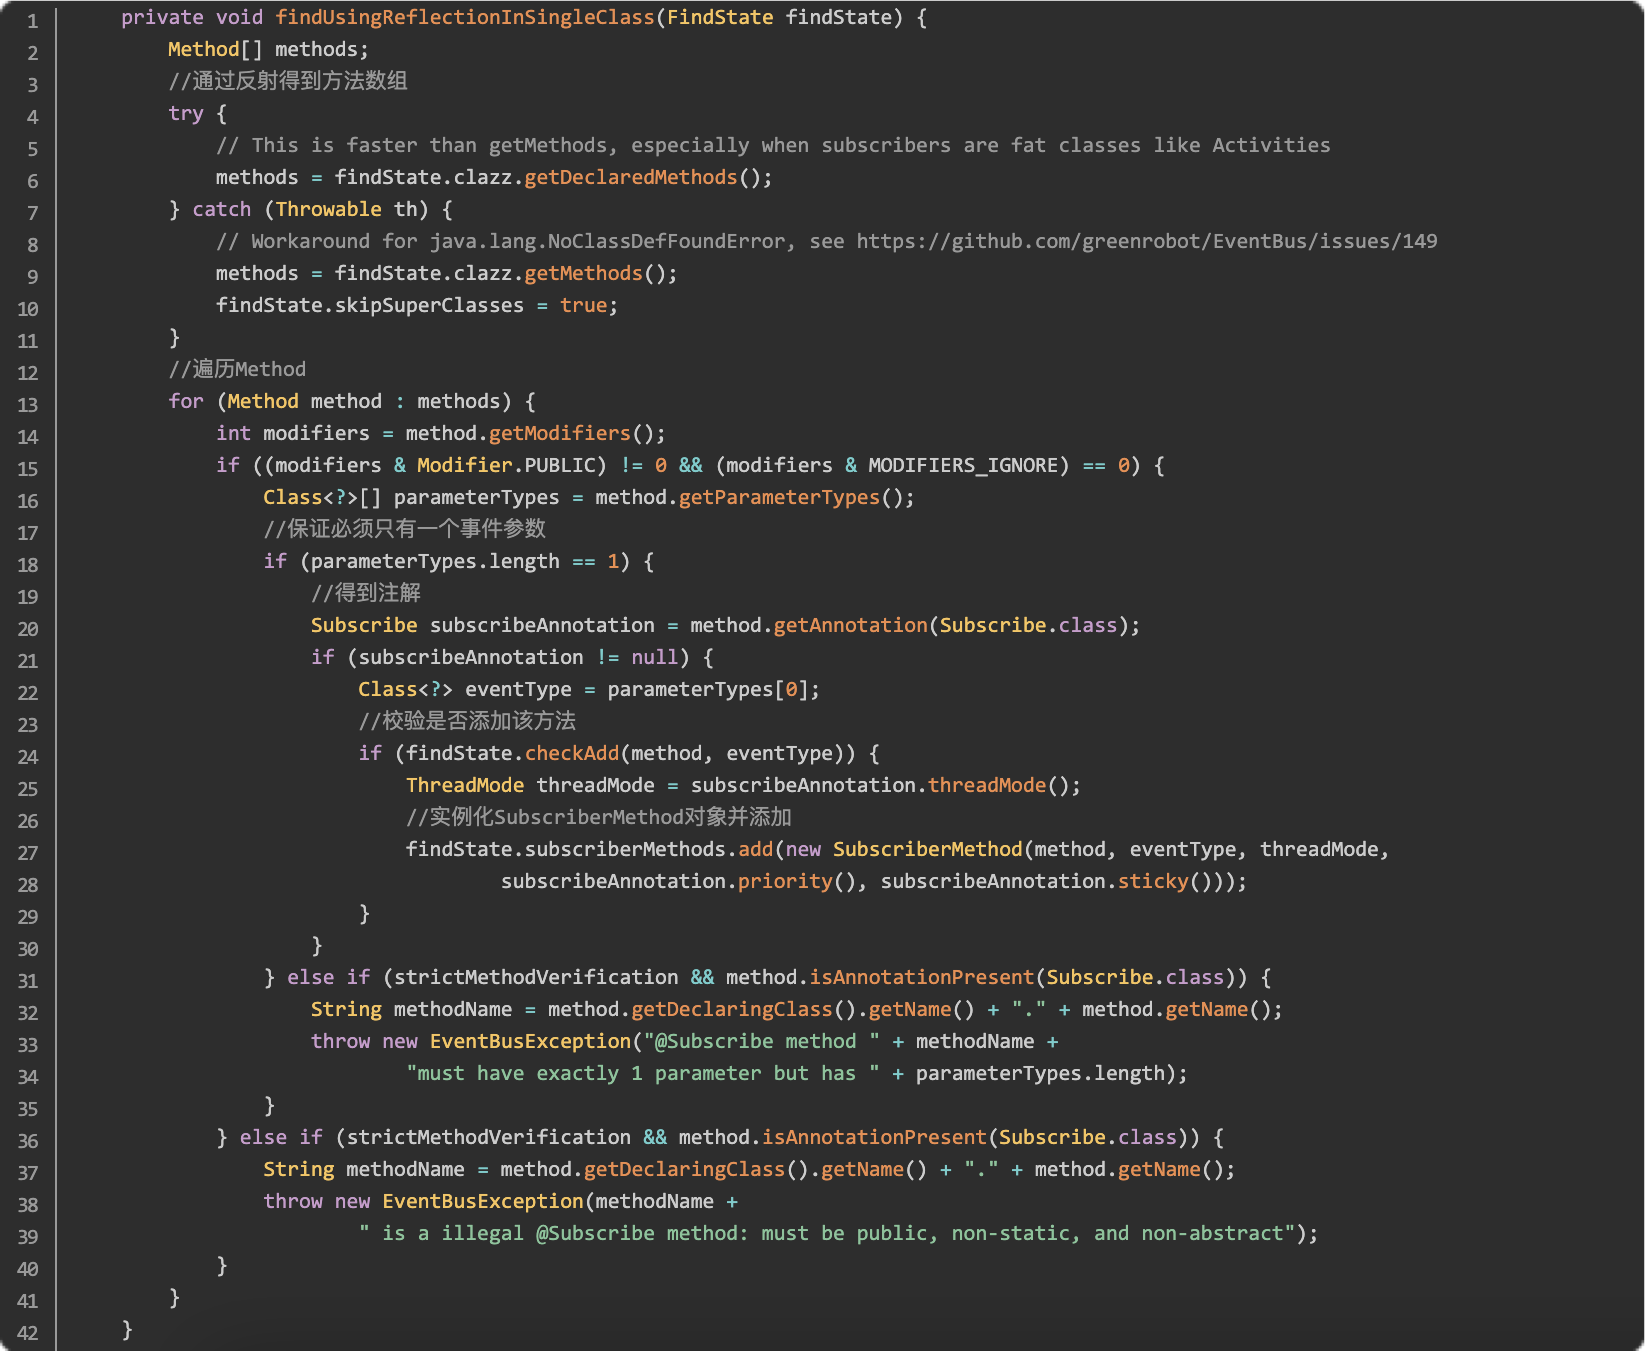 1 private void findUsingReflectionInSingleClass(FindState findState) {
2 Method[] methods;
3 //通过反射得到方法数组
4 try {
5 // This is faster than getMethods, especially when subscribers are fat classes like Activities
6 methods = findState.clazz.getDeclaredMethods();
7 } catch (Throwable th) {
8 // Workaround for java.lang.NoClassDefFoundError, see https://github.com/greenrobot/EventBus/issues/149
9 methods = findState.clazz.getMethods();
10 findState.skipSuperClasses = true;
11 }
12 //遍历Method
13 for (Method method : methods) {
14 int modifiers = method.getModifiers();
15 if ((modifiers & Modifier.PUBLIC) != 0 && (modifiers & MODIFIERS_IGNORE) == 0) {
16 Class<?>[] parameterTypes = method.getParameterTypes();
17 //保证必须只有一个事件参数
18 if (parameterTypes.length == 1) {
19 //得到注解
20 Subscribe subscribeAnnotation = method.getAnnotation(Subscribe.class);
21 if (subscribeAnnotation != null) {
22 Class<?> eventType = parameterTypes[0];
23 //校验是否添加该方法
24 if (findState.checkAdd(method, eventType)) {
25 ThreadMode threadMode = subscribeAnnotation.threadMode();
26 //实例化SubscriberMethod对象并添加
27 findState.subscriberMethods.add(new SubscriberMethod(method, eventType, threadMode,
28 subscribeAnnotation.priority(), subscribeAnnotation.sticky()));
29 }
30 }
31 } else if (strictMethodVerification && method.isAnnotationPresent(Subscribe.class)) {
32 String methodName = method.getDeclaringClass().getName() + "." + method.getName();
33 throw new EventBusException("@Subscribe method " + methodName +
34 "must have exactly 1 parameter but has " + parameterTypes.length);
35 }
36 } else if (strictMethodVerification && method.isAnnotationPresent(Subscribe.class)) {
37 String methodName = method.getDeclaringClass().getName() + "." + method.getName();
38 throw new EventBusException(methodName +
39 " is a illegal @Subscribe method: must be public, non-static, and non-abstract");
40 }
41 }
42 }